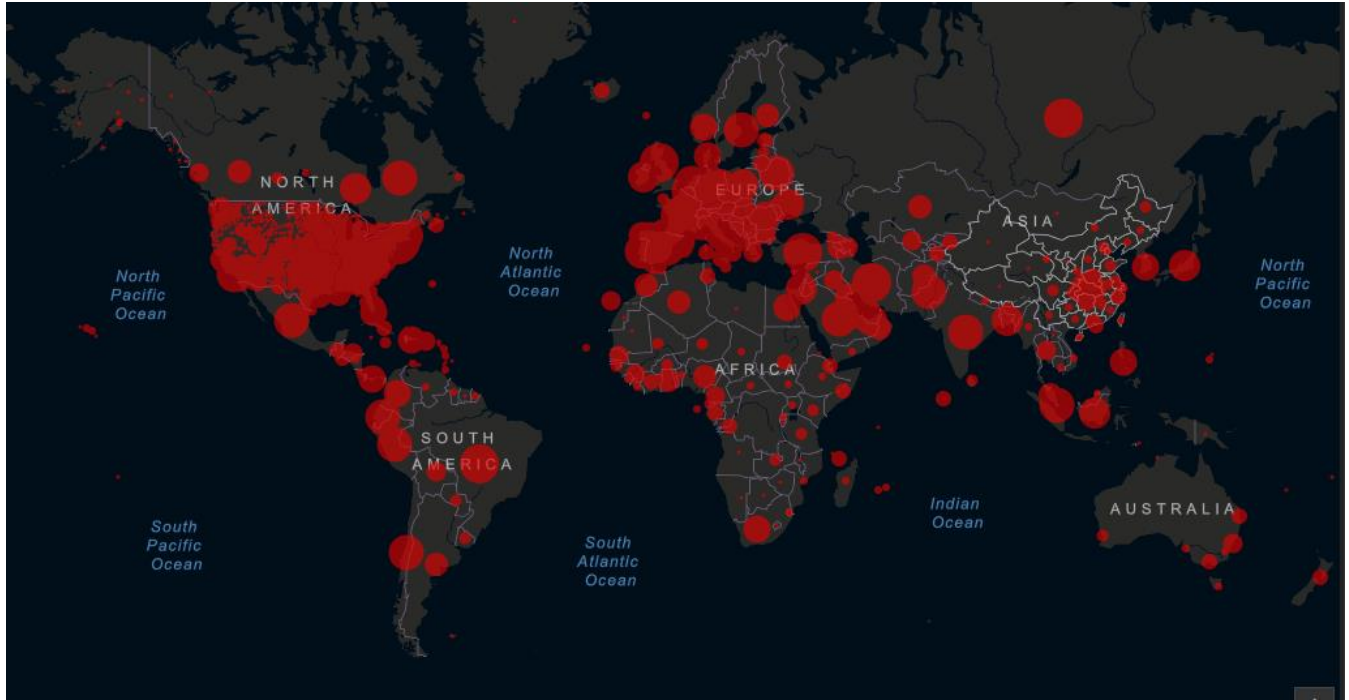 NORTH
AMERICA
EUROPE
ASIA
North
Atlantic
Ocean
North
Pacific
Ocean
North
Pacific
Ocean
AFRICA
SOUTH
AMERICA
Indian
Ocean
AUSTRALIA
South
Pacific
Ocean
South
Atlantic
Ocean